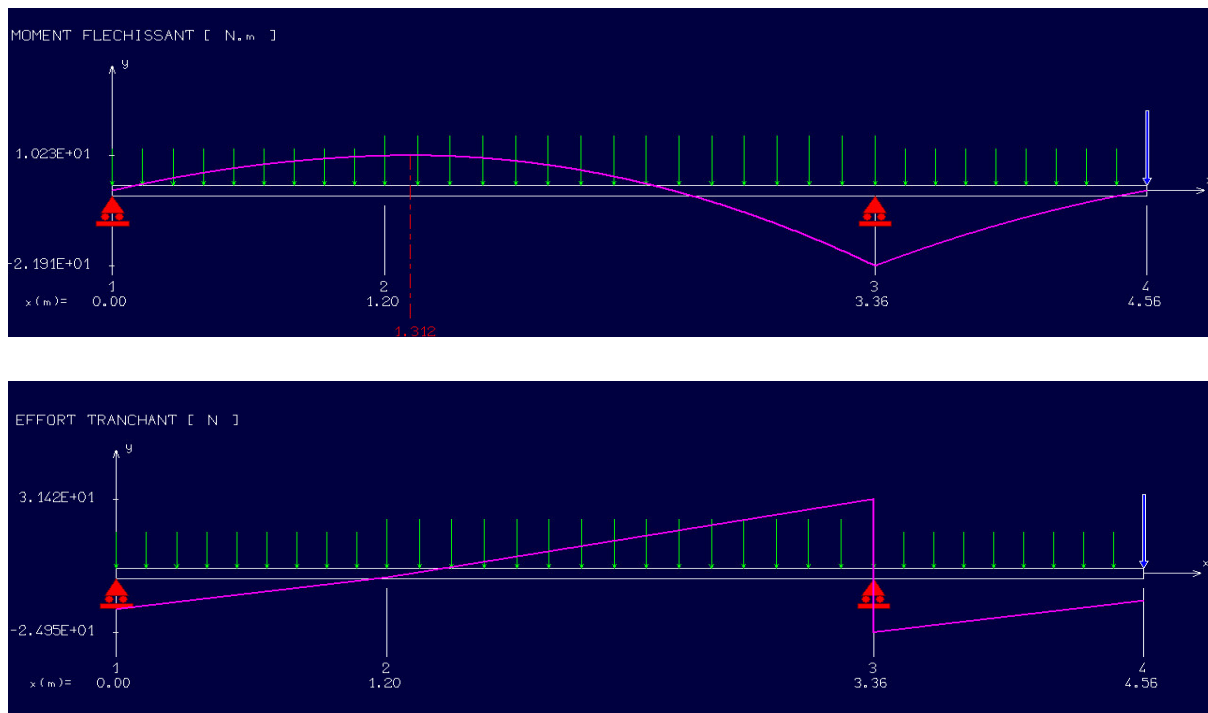 MOMENT FLECHISSANT [ N.m ]
y
1.023E+01
x
-2.191E+01
1 2 3 4
x(m)= 0.00 1.20 3.36 4.56
1.312
EFFORT TRANCHANT [ N ]
y
3.142E+01
x
-2.495E+01
1 2 3 4
x(m)= 0.00 1.20 3.36 4.56